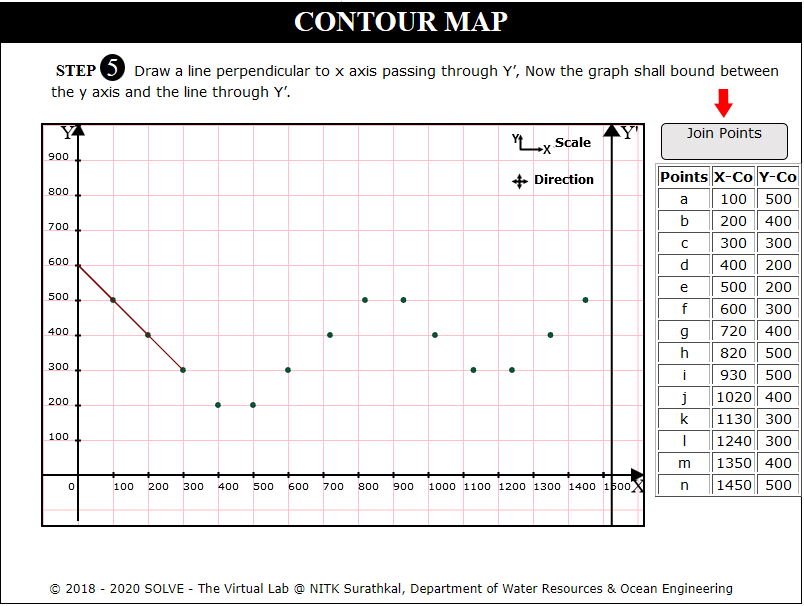 CONTOUR MAP
STEP 5 Draw a line perpendicular to x axis passing through Y’, Now the graph shall bound between
the y axis and the line through Y’.
Join Points
Y
Y'
Y
X
Scale
Direction
900
800
700
600
500
400
300
200
100
0 100 200 300 400 500 600 700 800 900 1000 1100 1200 1300 1400 1500 X
Points X-Co Y-Co
a 100 500
b 200 400
c 300 300
d 400 200
e 500 200
f 600 300
g 720 400
h 820 500
i 930 500
j 1020 400
k 1130 300
l 1240 300
m 1350 400
n 1450 500
© 2018 - 2020 SOLVE - The Virtual Lab @ NITK Surathkal, Department of Water Resources & Ocean Engineering